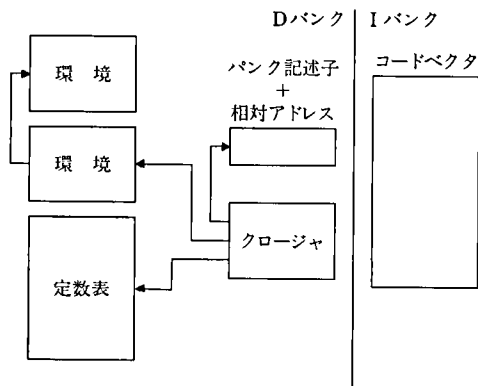 Dバンク
Iバンク
環 境
パンク記述子
+
相対アドレス
コードベクタ
環 境
クロージャ
定数表